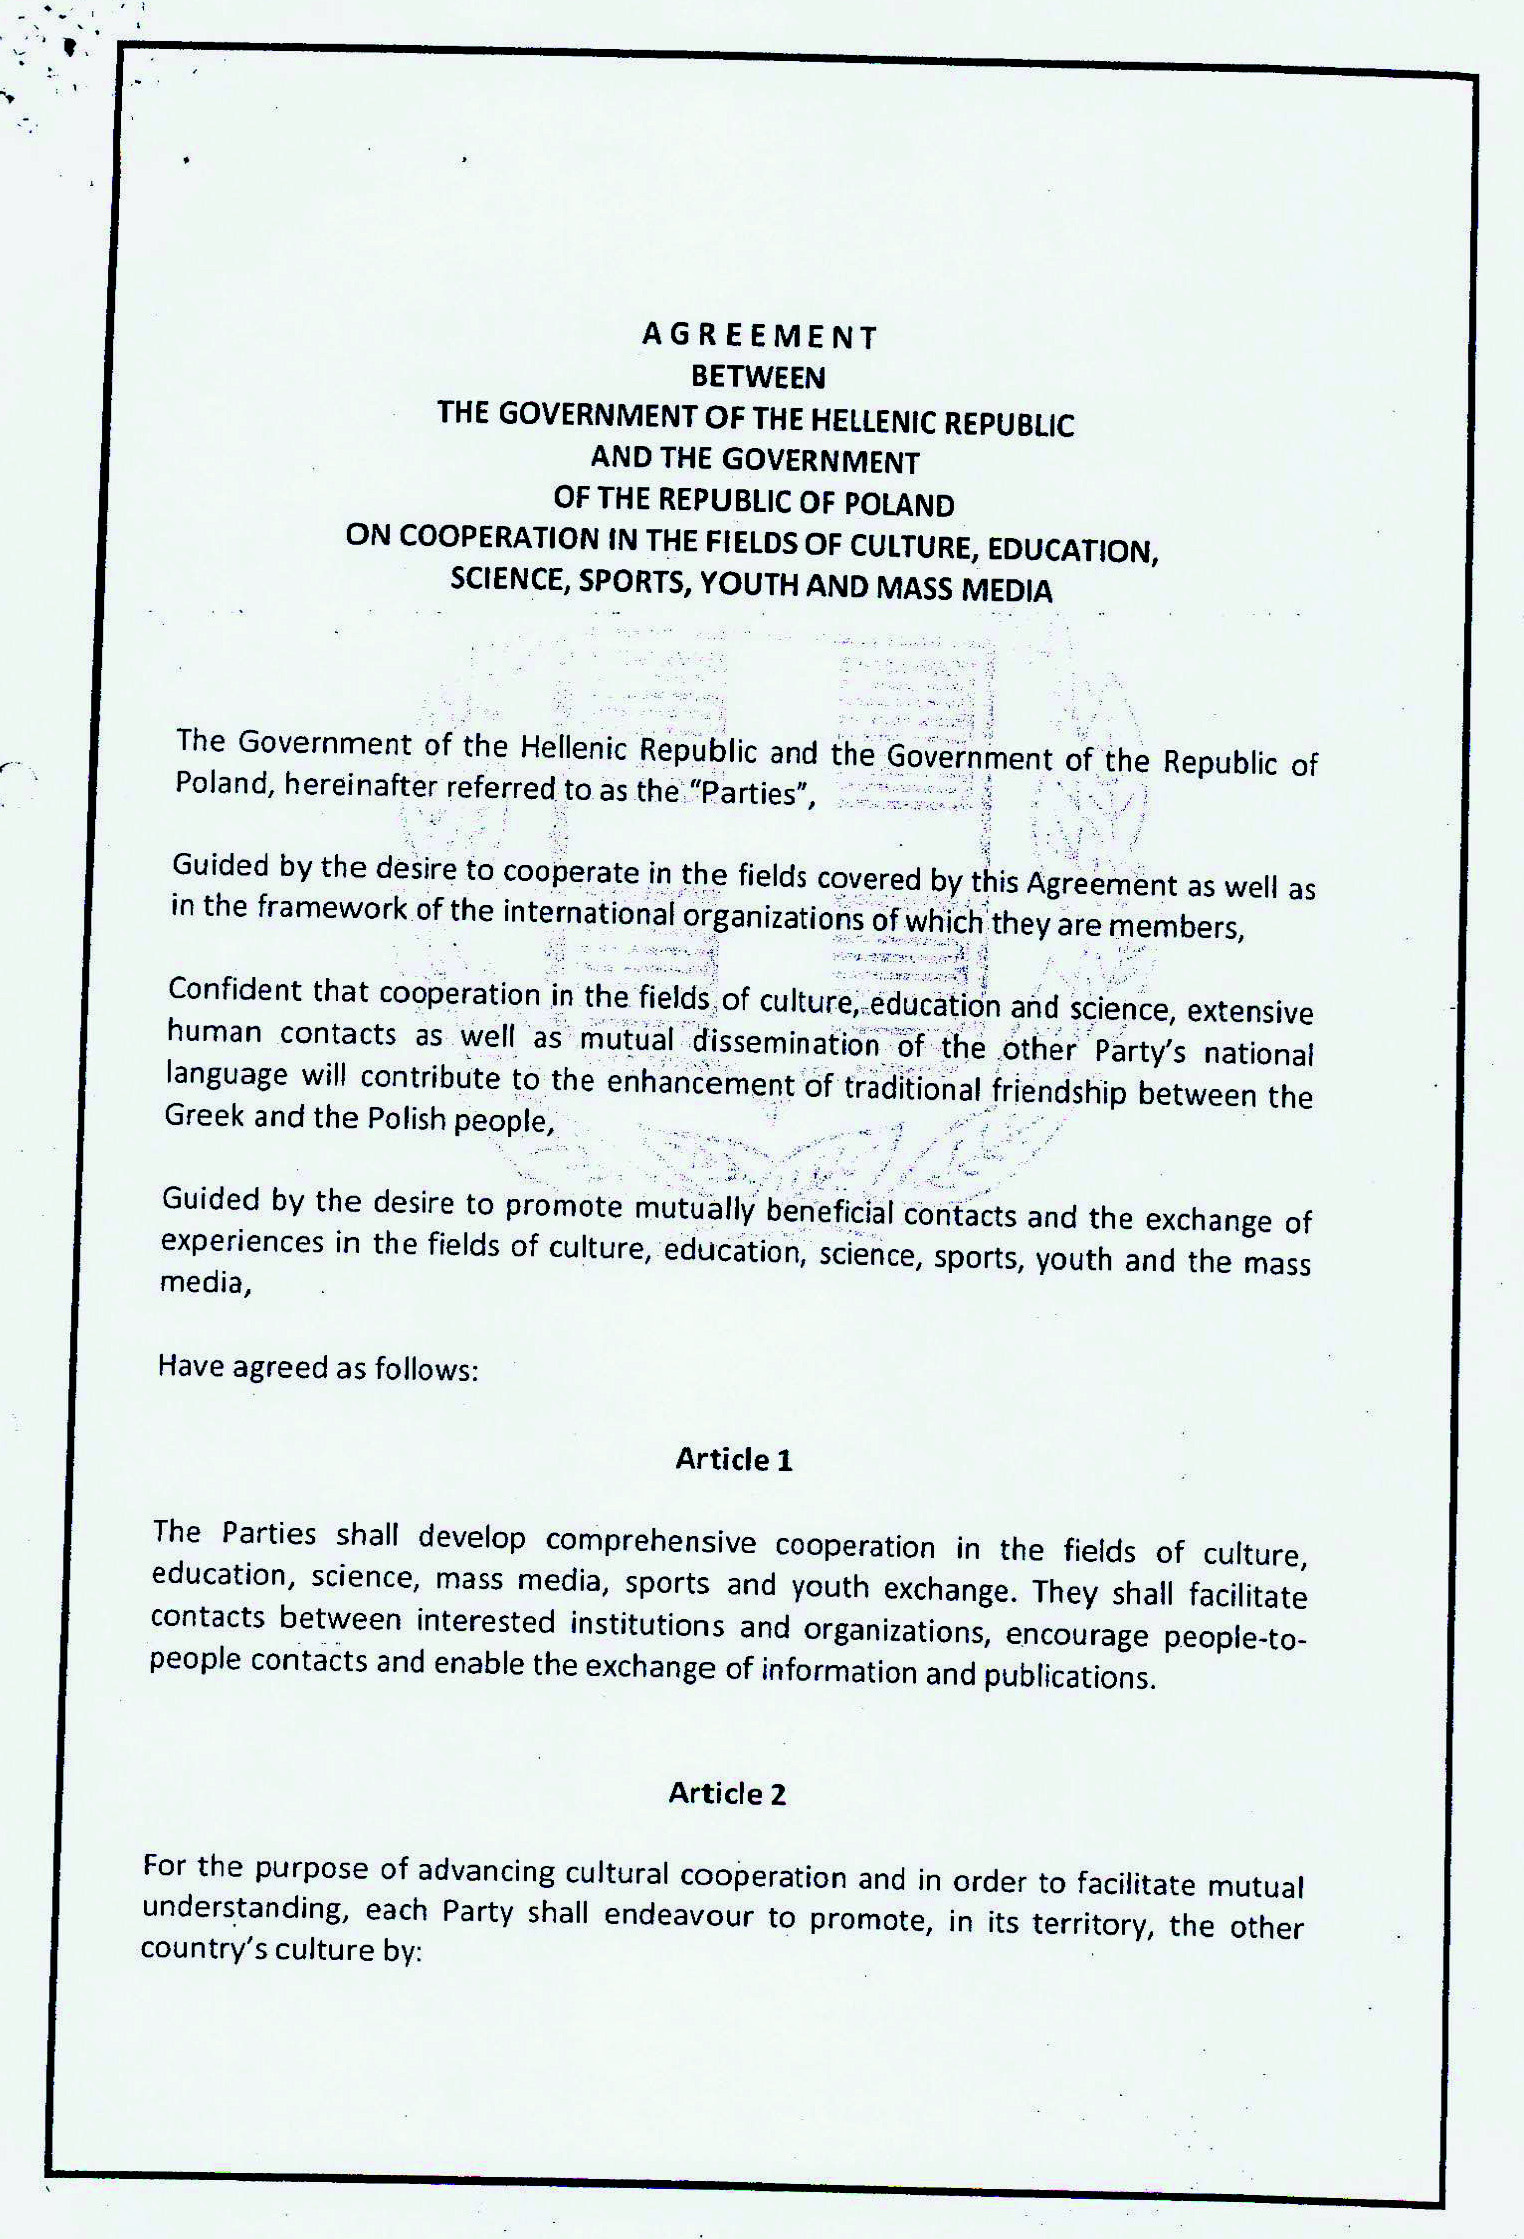 A G R E E M E N T
BETWEEN
THE GOVERNMENT OF THE HELLENIC REPUBLIC
AND THE GOVERNMENT
OF THE REPUBLIC OF POLAND
ON COOPERATION IN THE FIELDS OF CULTURE, EDUCATION,
SCIENCE, SPORTS, YOUTH AND MASS MEDIA
The Government of the Hellenic Republic and the Government of the Republic of
Poland, hereinafter referred to as the “Parties”,
Guided by the desire to cooperate in the fields covered by this Agreement as well as
in the framework of the international organizations of which they are members,
Confident that cooperation in the fields of culture, education and science, extensive
human contacts as well as mutual dissemination of the other Party’s national
language will contribute to the enhancement of traditional friendship between the
Greek and the Polish people,
Guided by the desire to promote mutually beneficial contacts and the exchange of
experiences in the fields of culture, education, science, sports, youth and the mass
media,
Have agreed as follows:
Article 1
The Parties shall develop comprehensive cooperation in the fields of culture,
education, science, mass media, sports and youth exchange. They shall facilitate
contacts between interested institutions and organizations, encourage people-to-
people contacts and enable the exchange of information and publications.
Article 2
For the purpose of advancing cultural cooperation and in order to facilitate mutual
understanding, each Party shall endeavour to promote, in its territory, the other
country’s culture by: